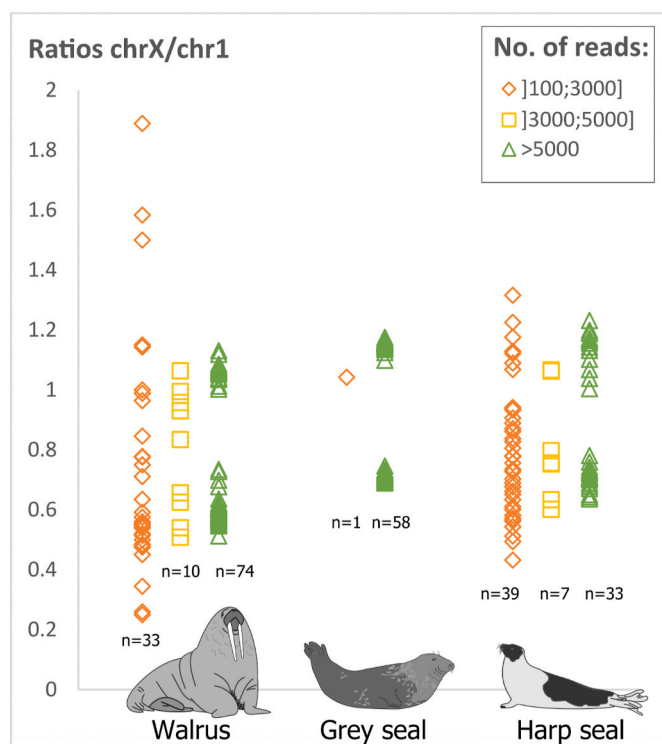 Ratios chrX/chr1
No. of reads:
]100;3000]
]3000;5000]
>5000
2
1.8
1.6
1.4
1.2
1
0.8
0.6
0.4
0.2
0
n=33
n=10 n=74
n=1 n=58
n=39 n=7 n=33
Walrus Grey seal Harp seal